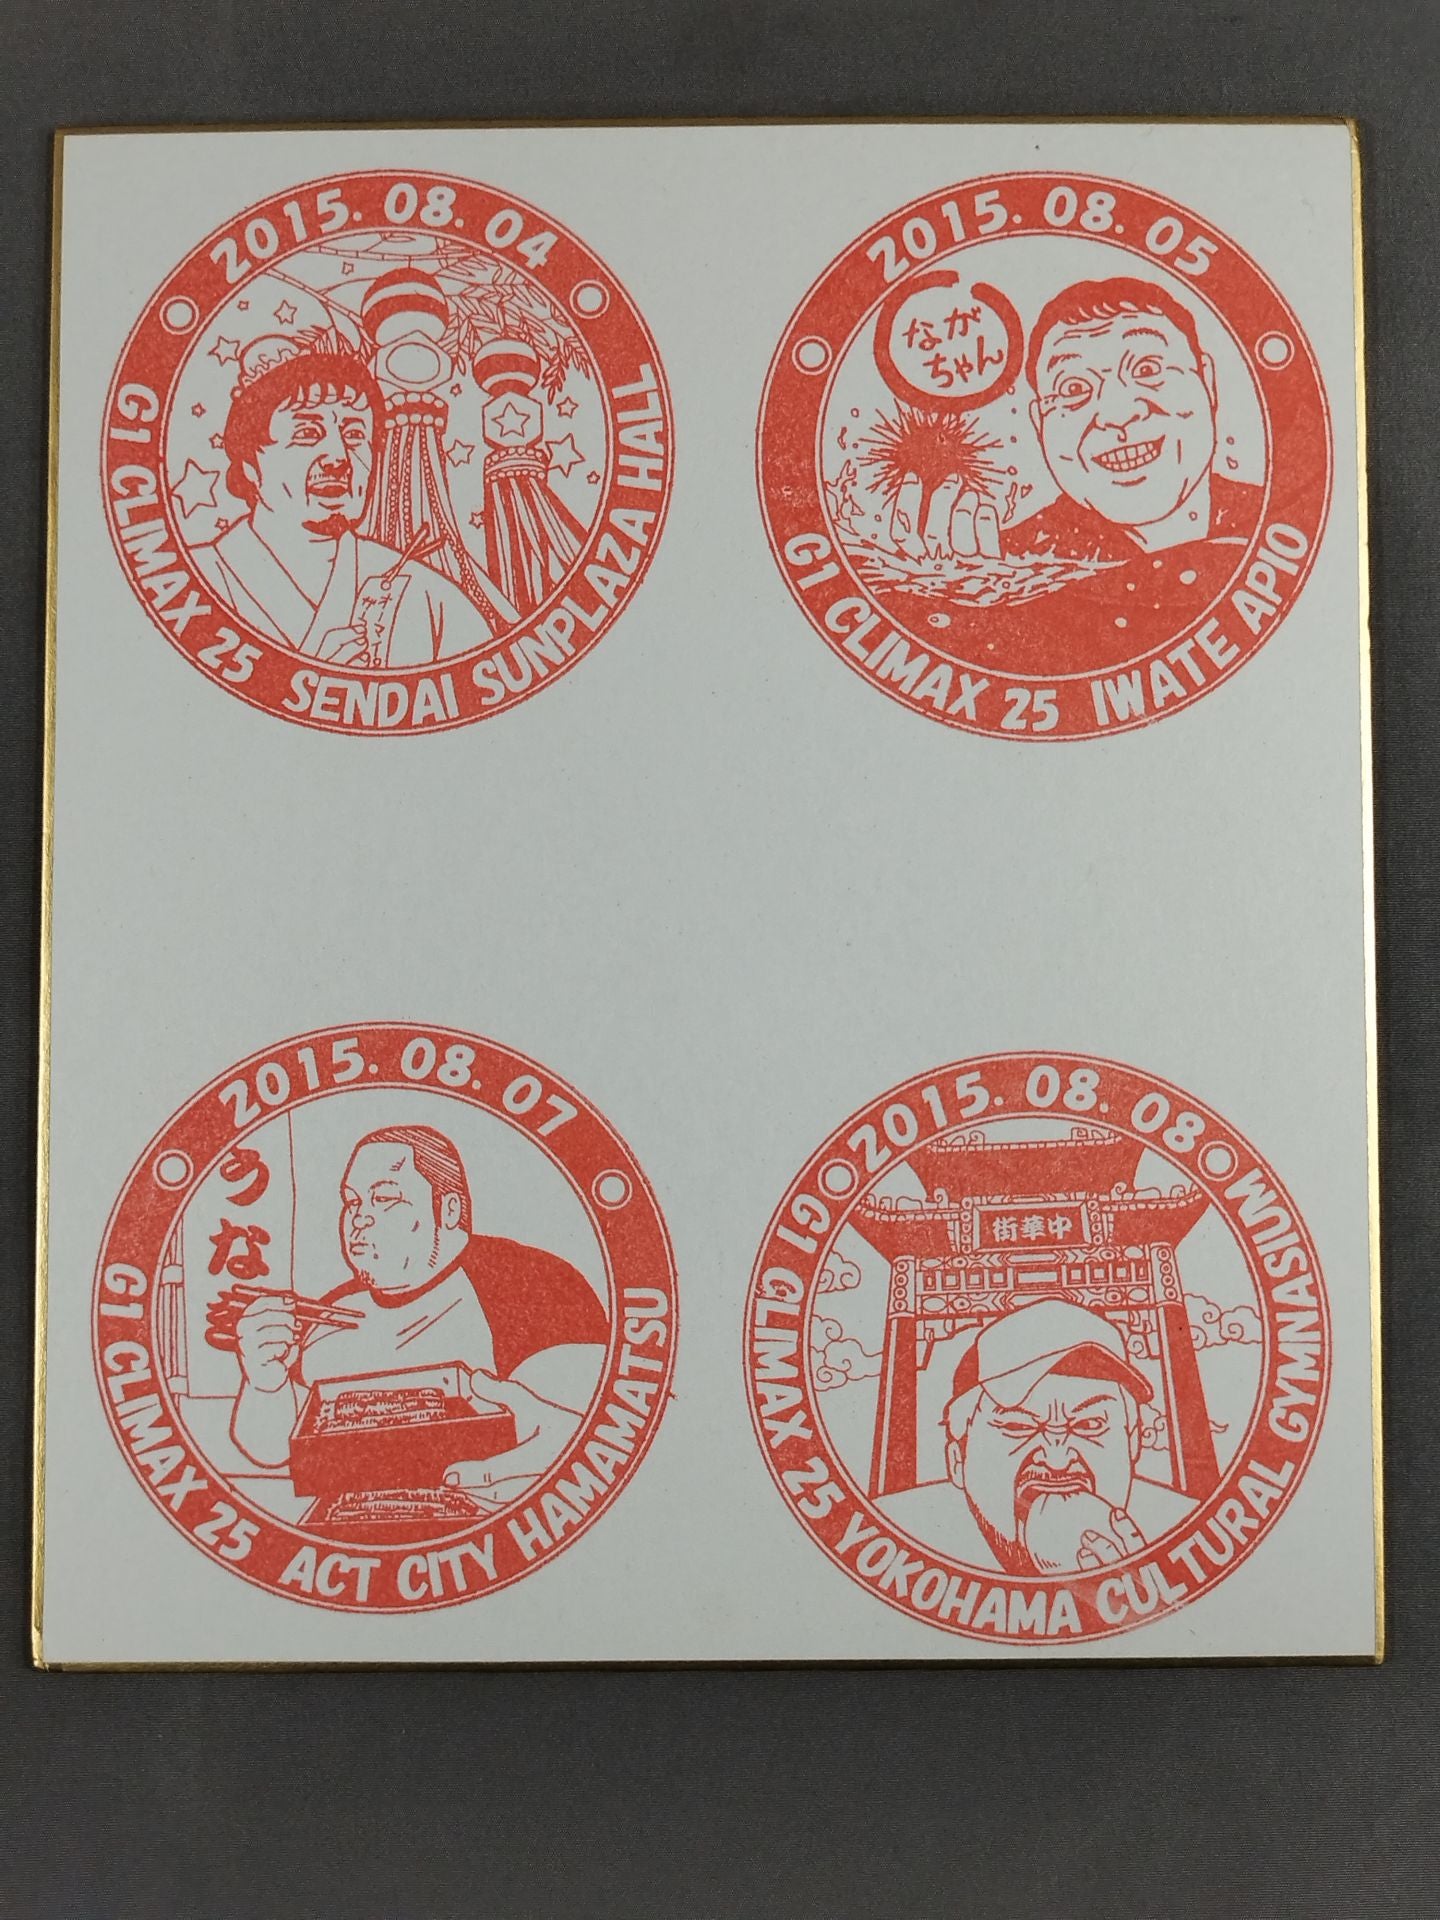 2015. 08. 04
G1 CLIMAX 25 SENDAI SUNPLAZA HALL
2015. 08. 05
なが
ちゃん
G1 CLIMAX 25 IWATE APIO
2015. 08. 07
うな
G1 CLIMAX 25 ACT CITY HAMAMATSU
2015. 08. 08
中華街
G1 CLIMAX 25 YOKOHAMA CULTURAL GYMNASIUM